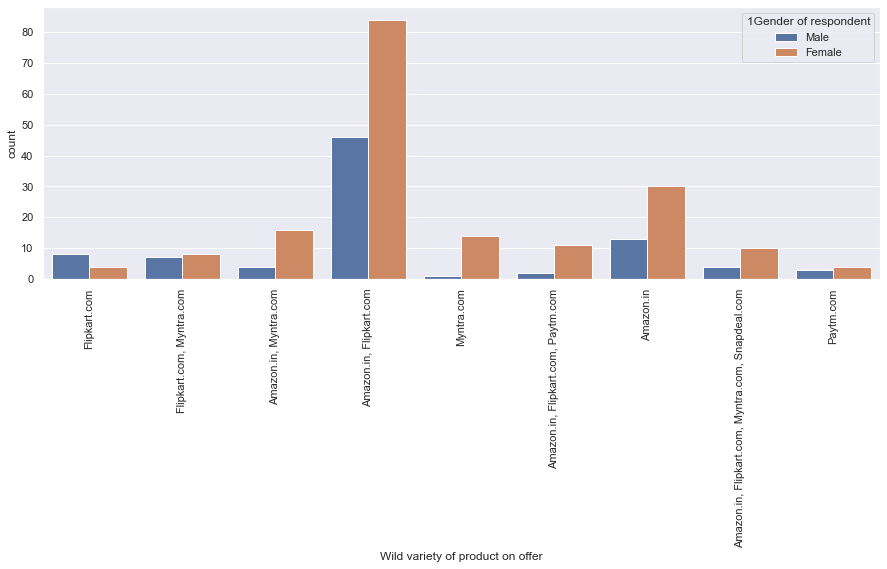 1Gender of respondent
Male
Female
80
70
60
50
40
30
20
10
0
count
Flipkart.com
Flipkart.com, Myntra.com
Amazon.in, Myntra.com
Amazon.in, Flipkart.com
Myntra.com
Amazon.in, Flipkart.com, Paytm.com
Amazon.in
Amazon.in, Flipkart.com, Myntra.com, Snapdeal.com
Paytm.com
Wild variety of product on offer